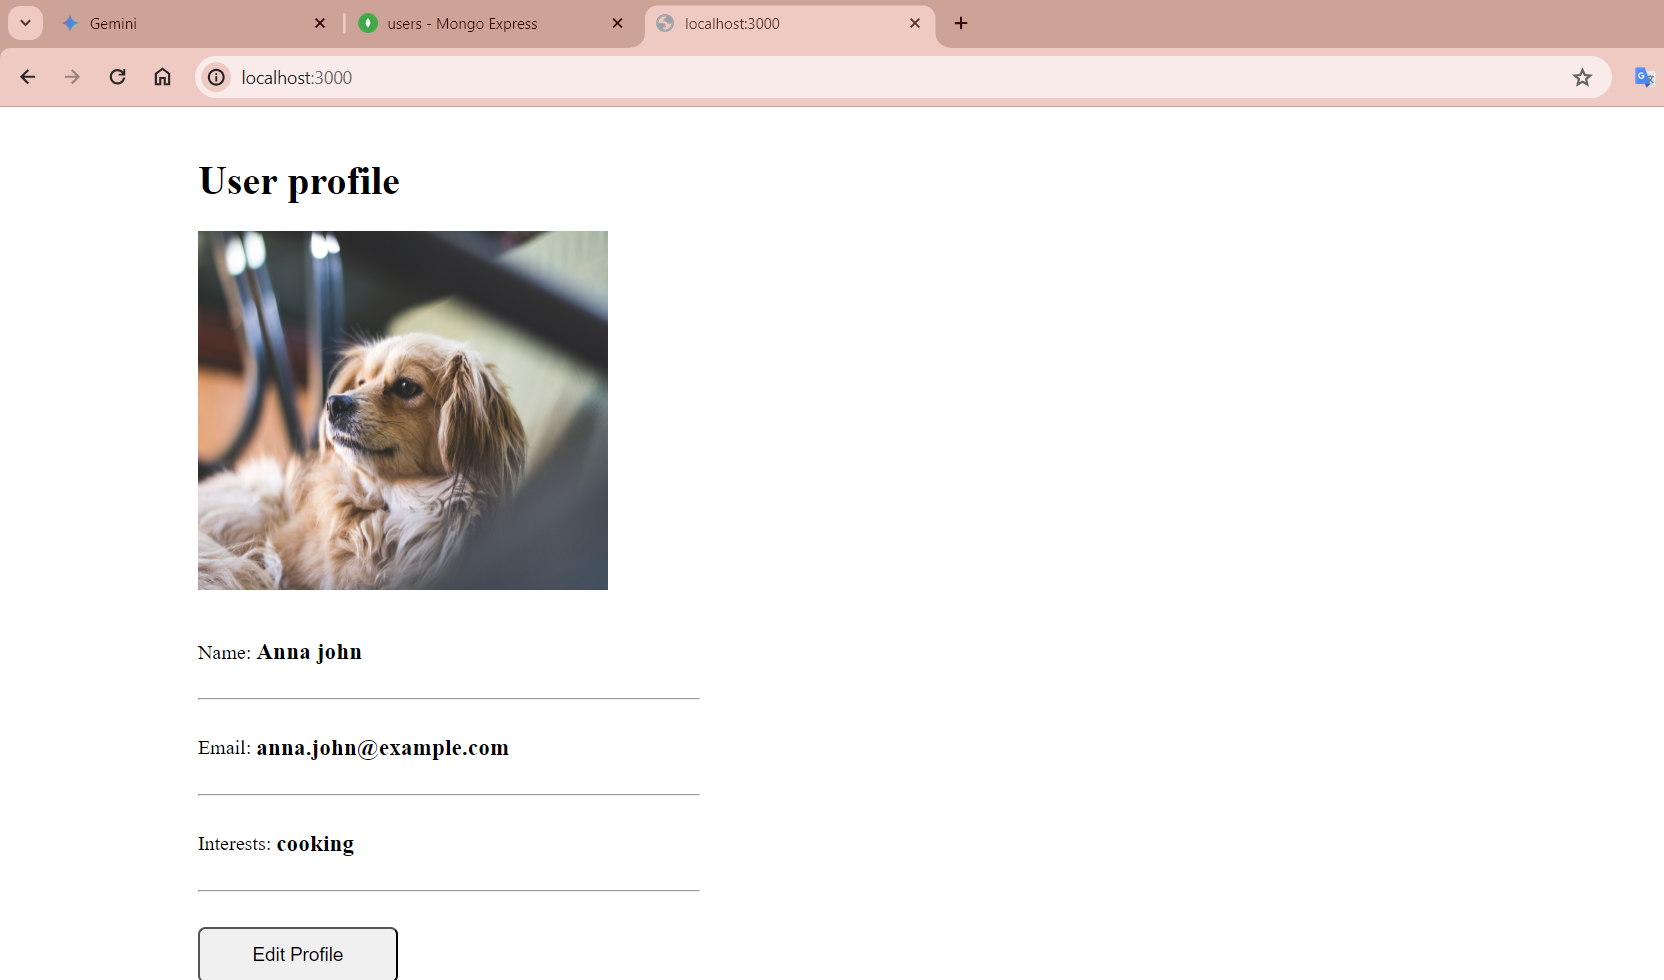 Gemini
users - Mongo Express
localhost:3000
localhost:3000
User profile
Name: Anna john
Email: anna.john@example.com
Interests: cooking
Edit Profile